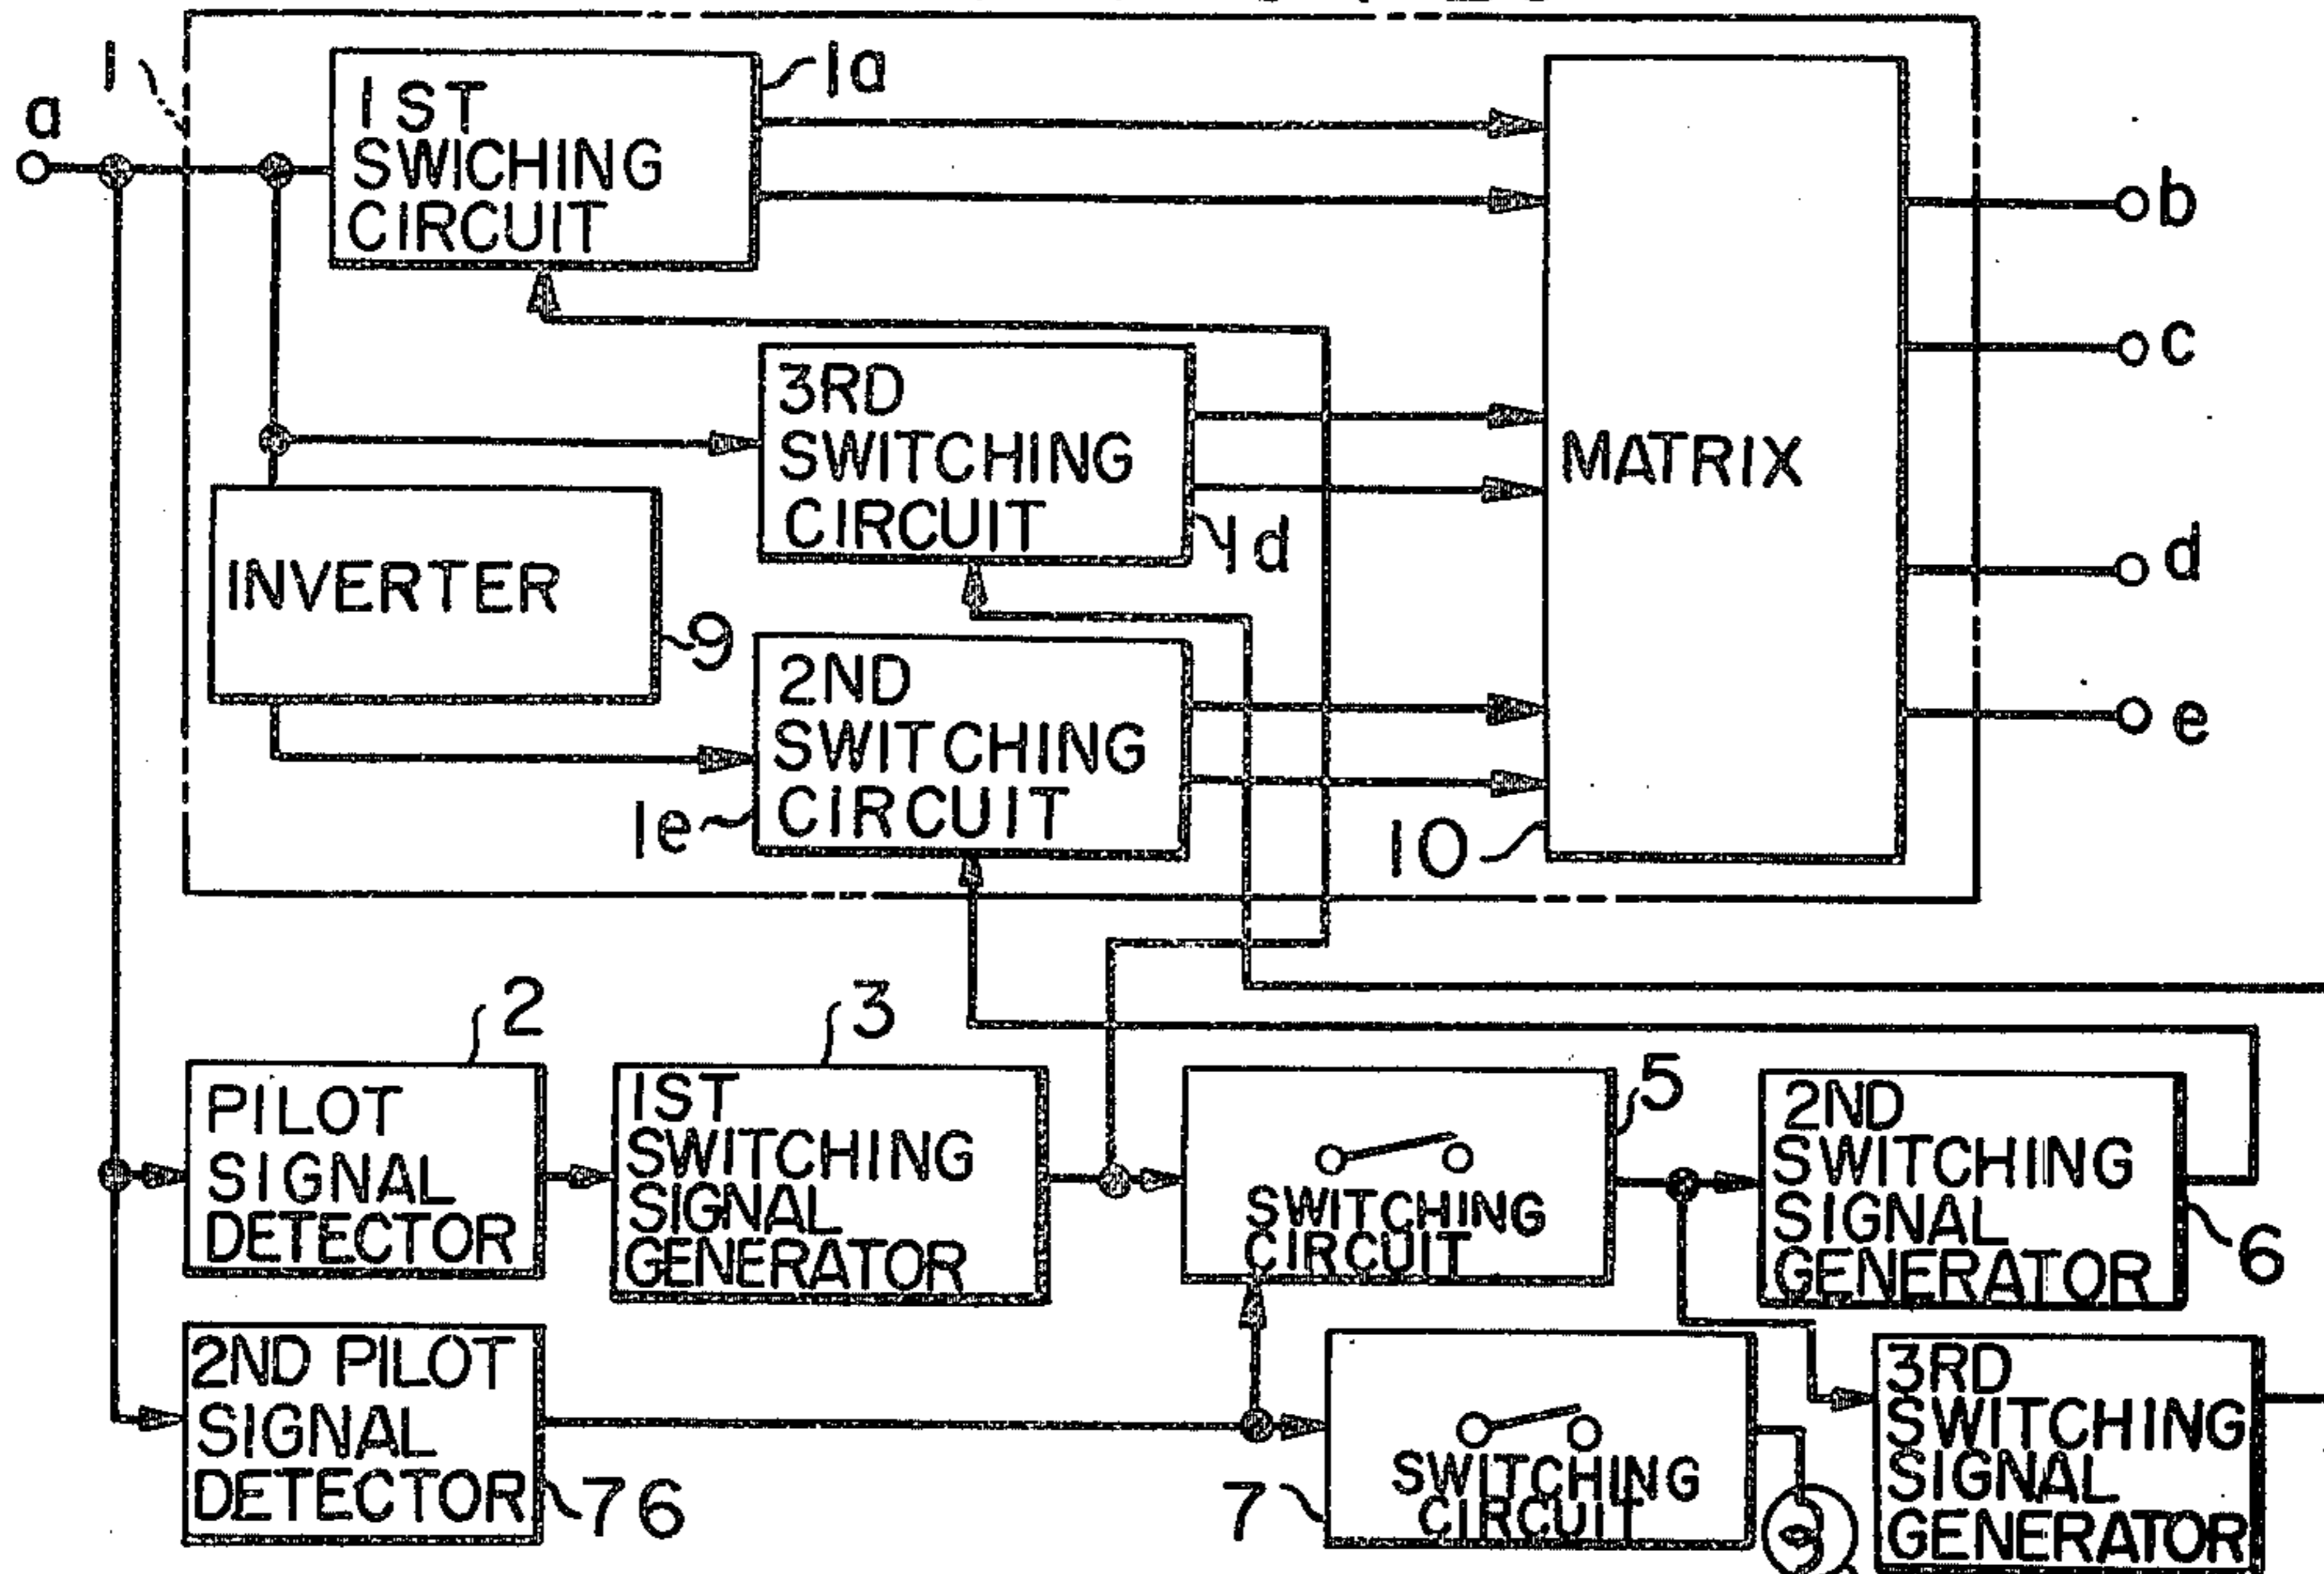 1
a
1ST
SWICHING
CIRCUIT
1a
3RD
SWITCHING
CIRCUIT
1d
INVERTER
9
2ND
SWITCHING
CIRCUIT
1e
MATRIX
10
b
c
d
e
PILOT
SIGNAL
DETECTOR
2
1ST
SWITCHING
SIGNAL
GENERATOR
3
SWITCHING
CIRCUIT
5
2ND
SWITCHING
SIGNAL
GENERATOR
6
2ND PILOT
SIGNAL
DETECTOR
76
SWITCHING
CIRCUIT
7
3RD
SWITCHING
SIGNAL
GENERATOR